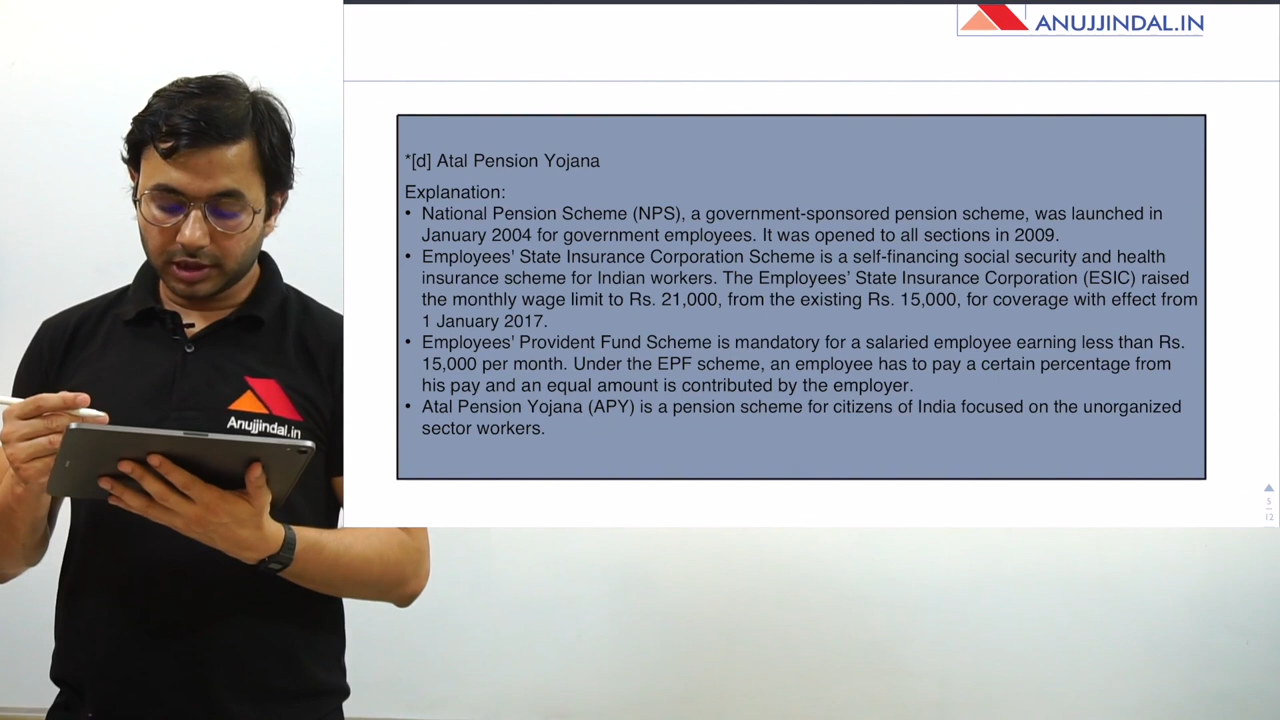 ANUJJINDAL.IN
*[d] Atal Pension Yojana
Explanation:
• National Pension Scheme (NPS), a government-sponsored pension scheme, was launched in
January 2004 for government employees. It was opened to all sections in 2009.
• Employees' State Insurance Corporation Scheme is a self-financing social security and health
insurance scheme for Indian workers. The Employees’ State Insurance Corporation (ESIC) raised
the monthly wage limit to Rs. 21,000, from the existing Rs. 15,000, for coverage with effect from
1 January 2017.
• Employees' Provident Fund Scheme is mandatory for a salaried employee earning less than Rs.
15,000 per month. Under the EPF scheme, an employee has to pay a certain percentage from
his pay and an equal amount is contributed by the employer.
• Atal Pension Yojana (APY) is a pension scheme for citizens of India focused on the unorganized
sector workers.
Anujjindal.in
5
12